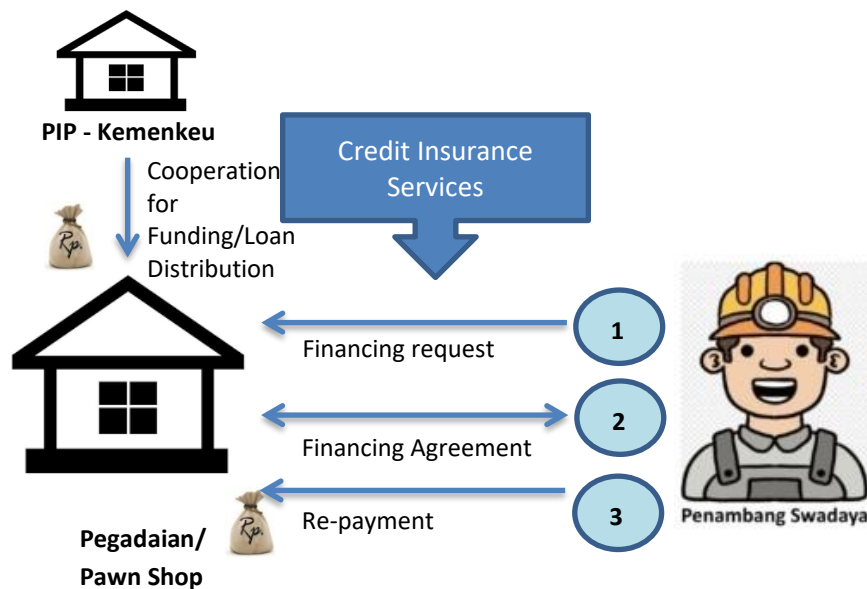 PIP - Kemenkeu
Cooperation
for
Funding/Loan
Distribution
Rp.
Credit Insurance
Services
1
Financing request
2
Financing Agreement
3
Re-payment
Rp.
Pegadaian/
Pawn Shop
Penambang Swadaya